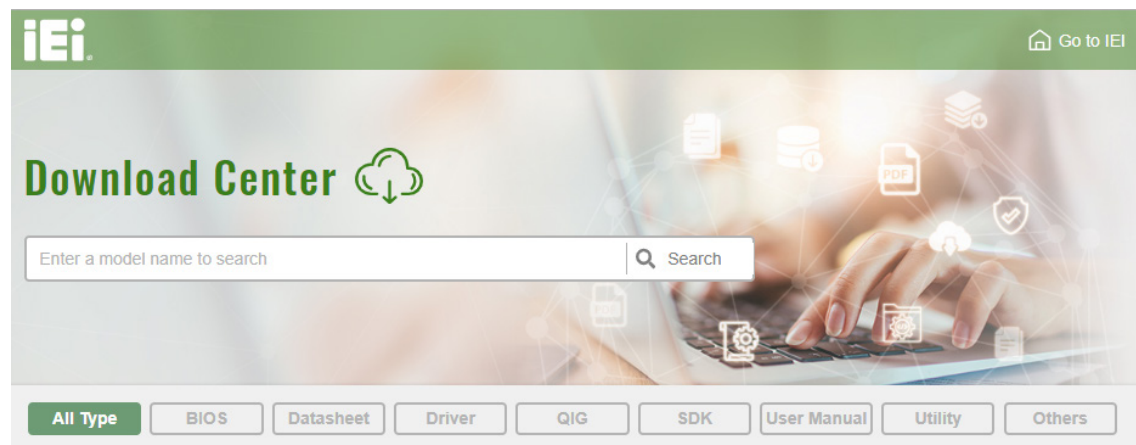 iEi
Go to IEI
Download Center
PDF
Enter a model name to search
Search
PDF
All Type
BIOS
Datasheet
Driver
QIG
SDK
User Manual
Utility
Others